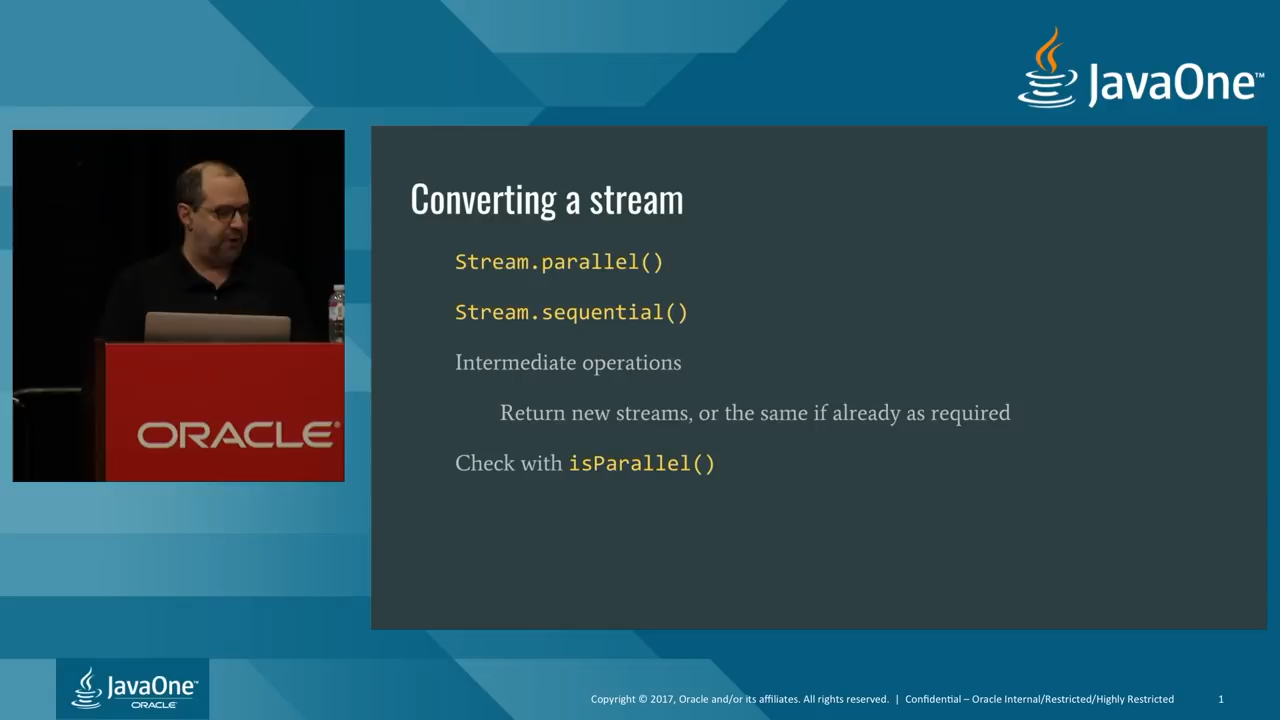 JavaOne™
Converting a stream
Stream.parallel()
Stream.sequential()
Intermediate operations
Return new streams, or the same if already as required
Check with isParallel()
ORACLE®
JavaOne™
ORACLE
Copyright © 2017, Oracle and/or its affiliates. All rights reserved. | Confidential – Oracle Internal/Restricted/Highly Restricted 1